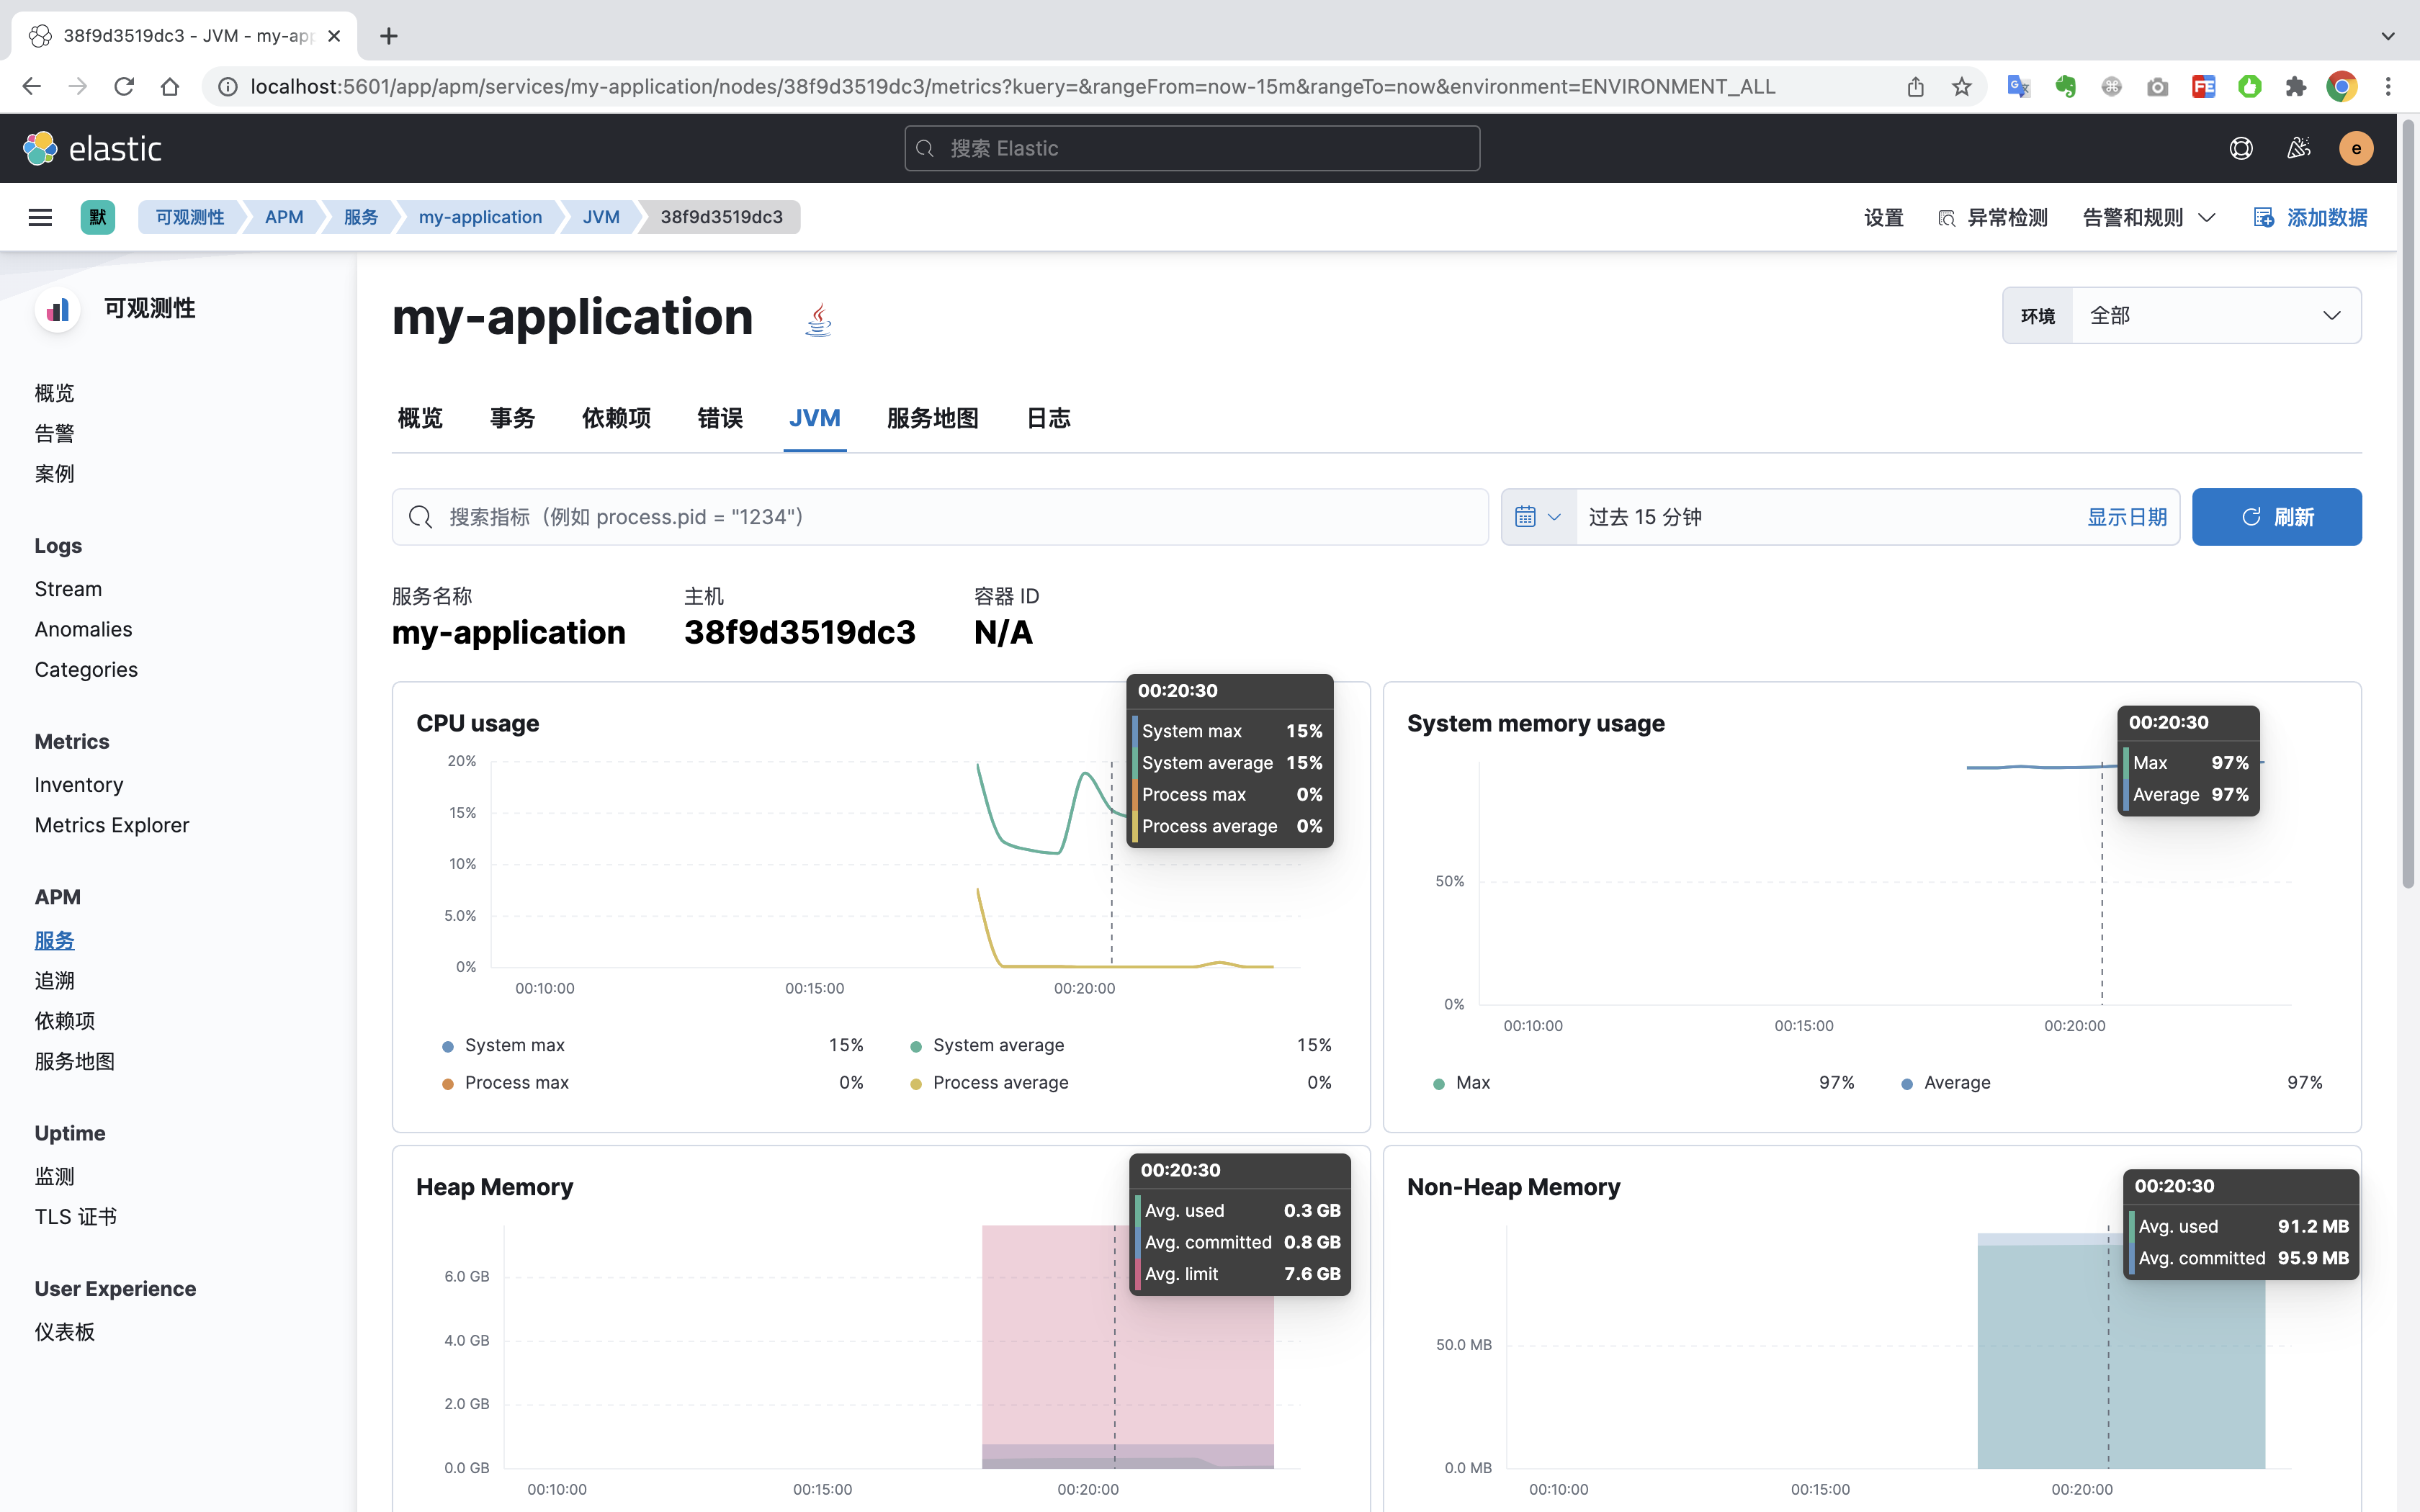 38f9d3519dc3 - JVM - my-app
localhost:5601/app/apm/services/my-application/nodes/38f9d3519dc3/metrics?kuery=&rangeFrom=now-15m&rangeTo=now&environment=ENVIRONMENT_ALL
FE
elastic
搜索 Elastic
e
默
可观测性
APM
服务
my-application
JVM
38f9d3519dc3
设置
异常检测
告警和规则
添加数据
可观测性
概览
告警
案例
Logs
Stream
Anomalies
Categories
Metrics
Inventory
Metrics Explorer
APM
服务
追溯
依赖项
服务地图
Uptime
监测
TLS 证书
User Experience
仪表板
my-application
环境
全部
概览
事务
依赖项
错误
JVM
服务地图
日志
搜索指标（例如 process.pid = "1234"）
过去 15 分钟
显示日期
刷新
服务名称
my-application
主机
38f9d3519dc3
容器 ID
N/A
CPU usage
20%
15%
10%
5.0%
0%
00:10:00
00:15:00
00:20:00
00:20:30
System max 15%
System average 15%
Process max 0%
Process average 0%
System max 15%
System average 15%
Process max 0%
Process average 0%
System memory usage
50%
0%
00:10:00
00:15:00
00:20:00
00:20:30
Max 97%
Average 97%
Max 97%
Average 97%
Heap Memory
6.0 GB
4.0 GB
2.0 GB
0.0 GB
00:10:00
00:15:00
00:20:00
00:20:30
Avg. used 0.3 GB
Avg. committed 0.8 GB
Avg. limit 7.6 GB
Non-Heap Memory
50.0 MB
0.0 MB
00:10:00
00:15:00
00:20:00
00:20:30
Avg. used 91.2 MB
Avg. committed 95.9 MB